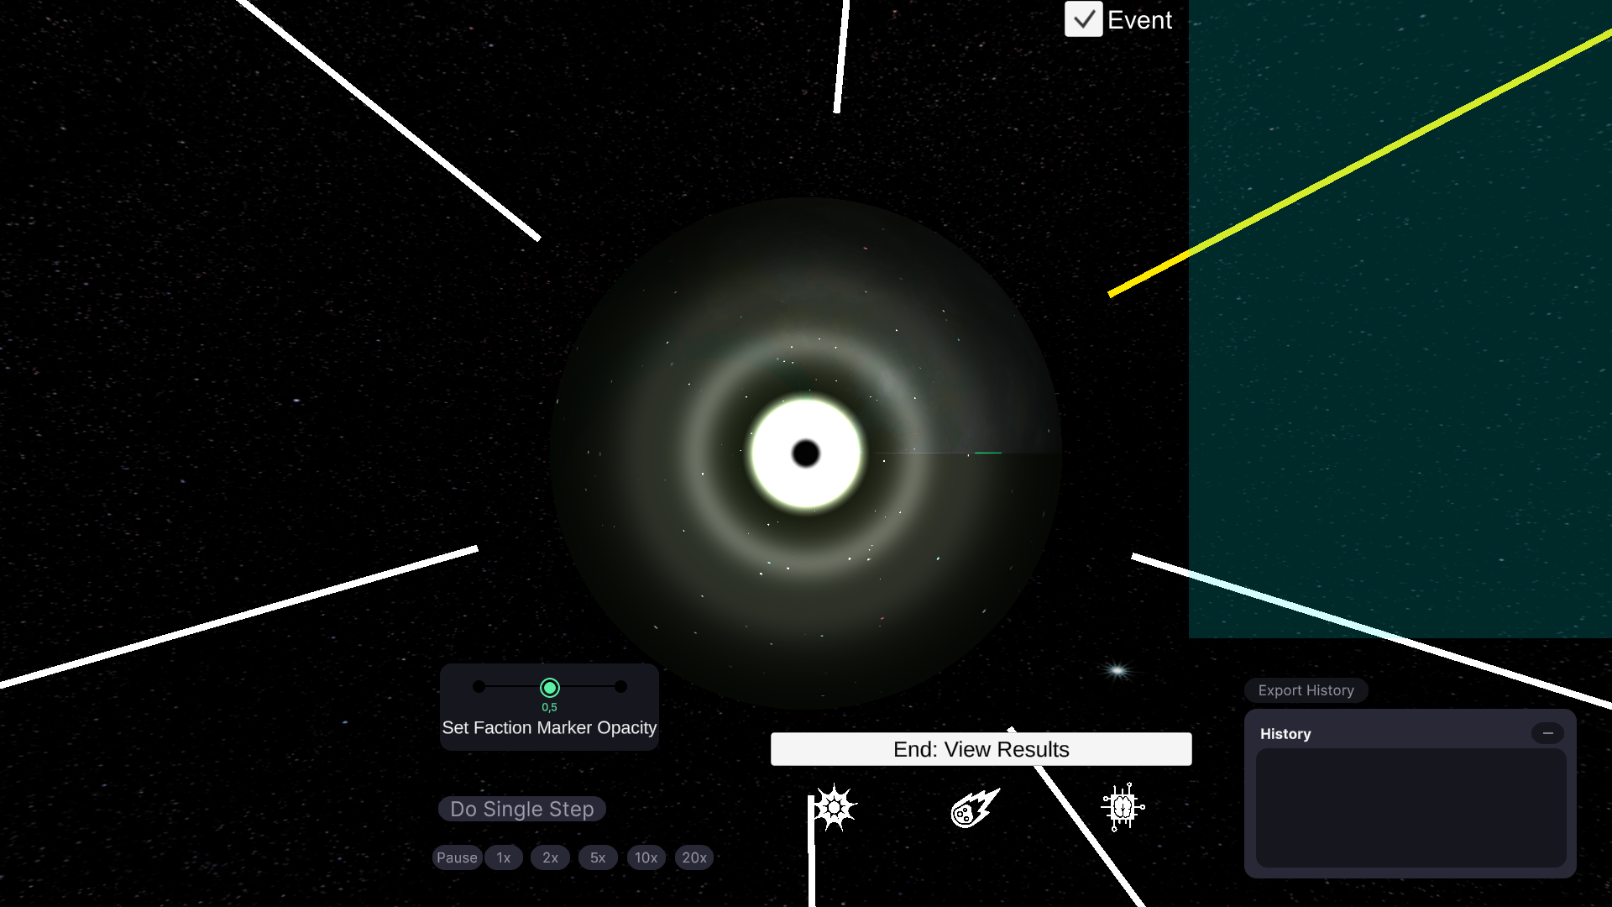 Event
0,5
Set Faction Marker Opacity
Export History
History
End: View Results
Do Single Step
Pause 1x 2x 5x 10x 20x